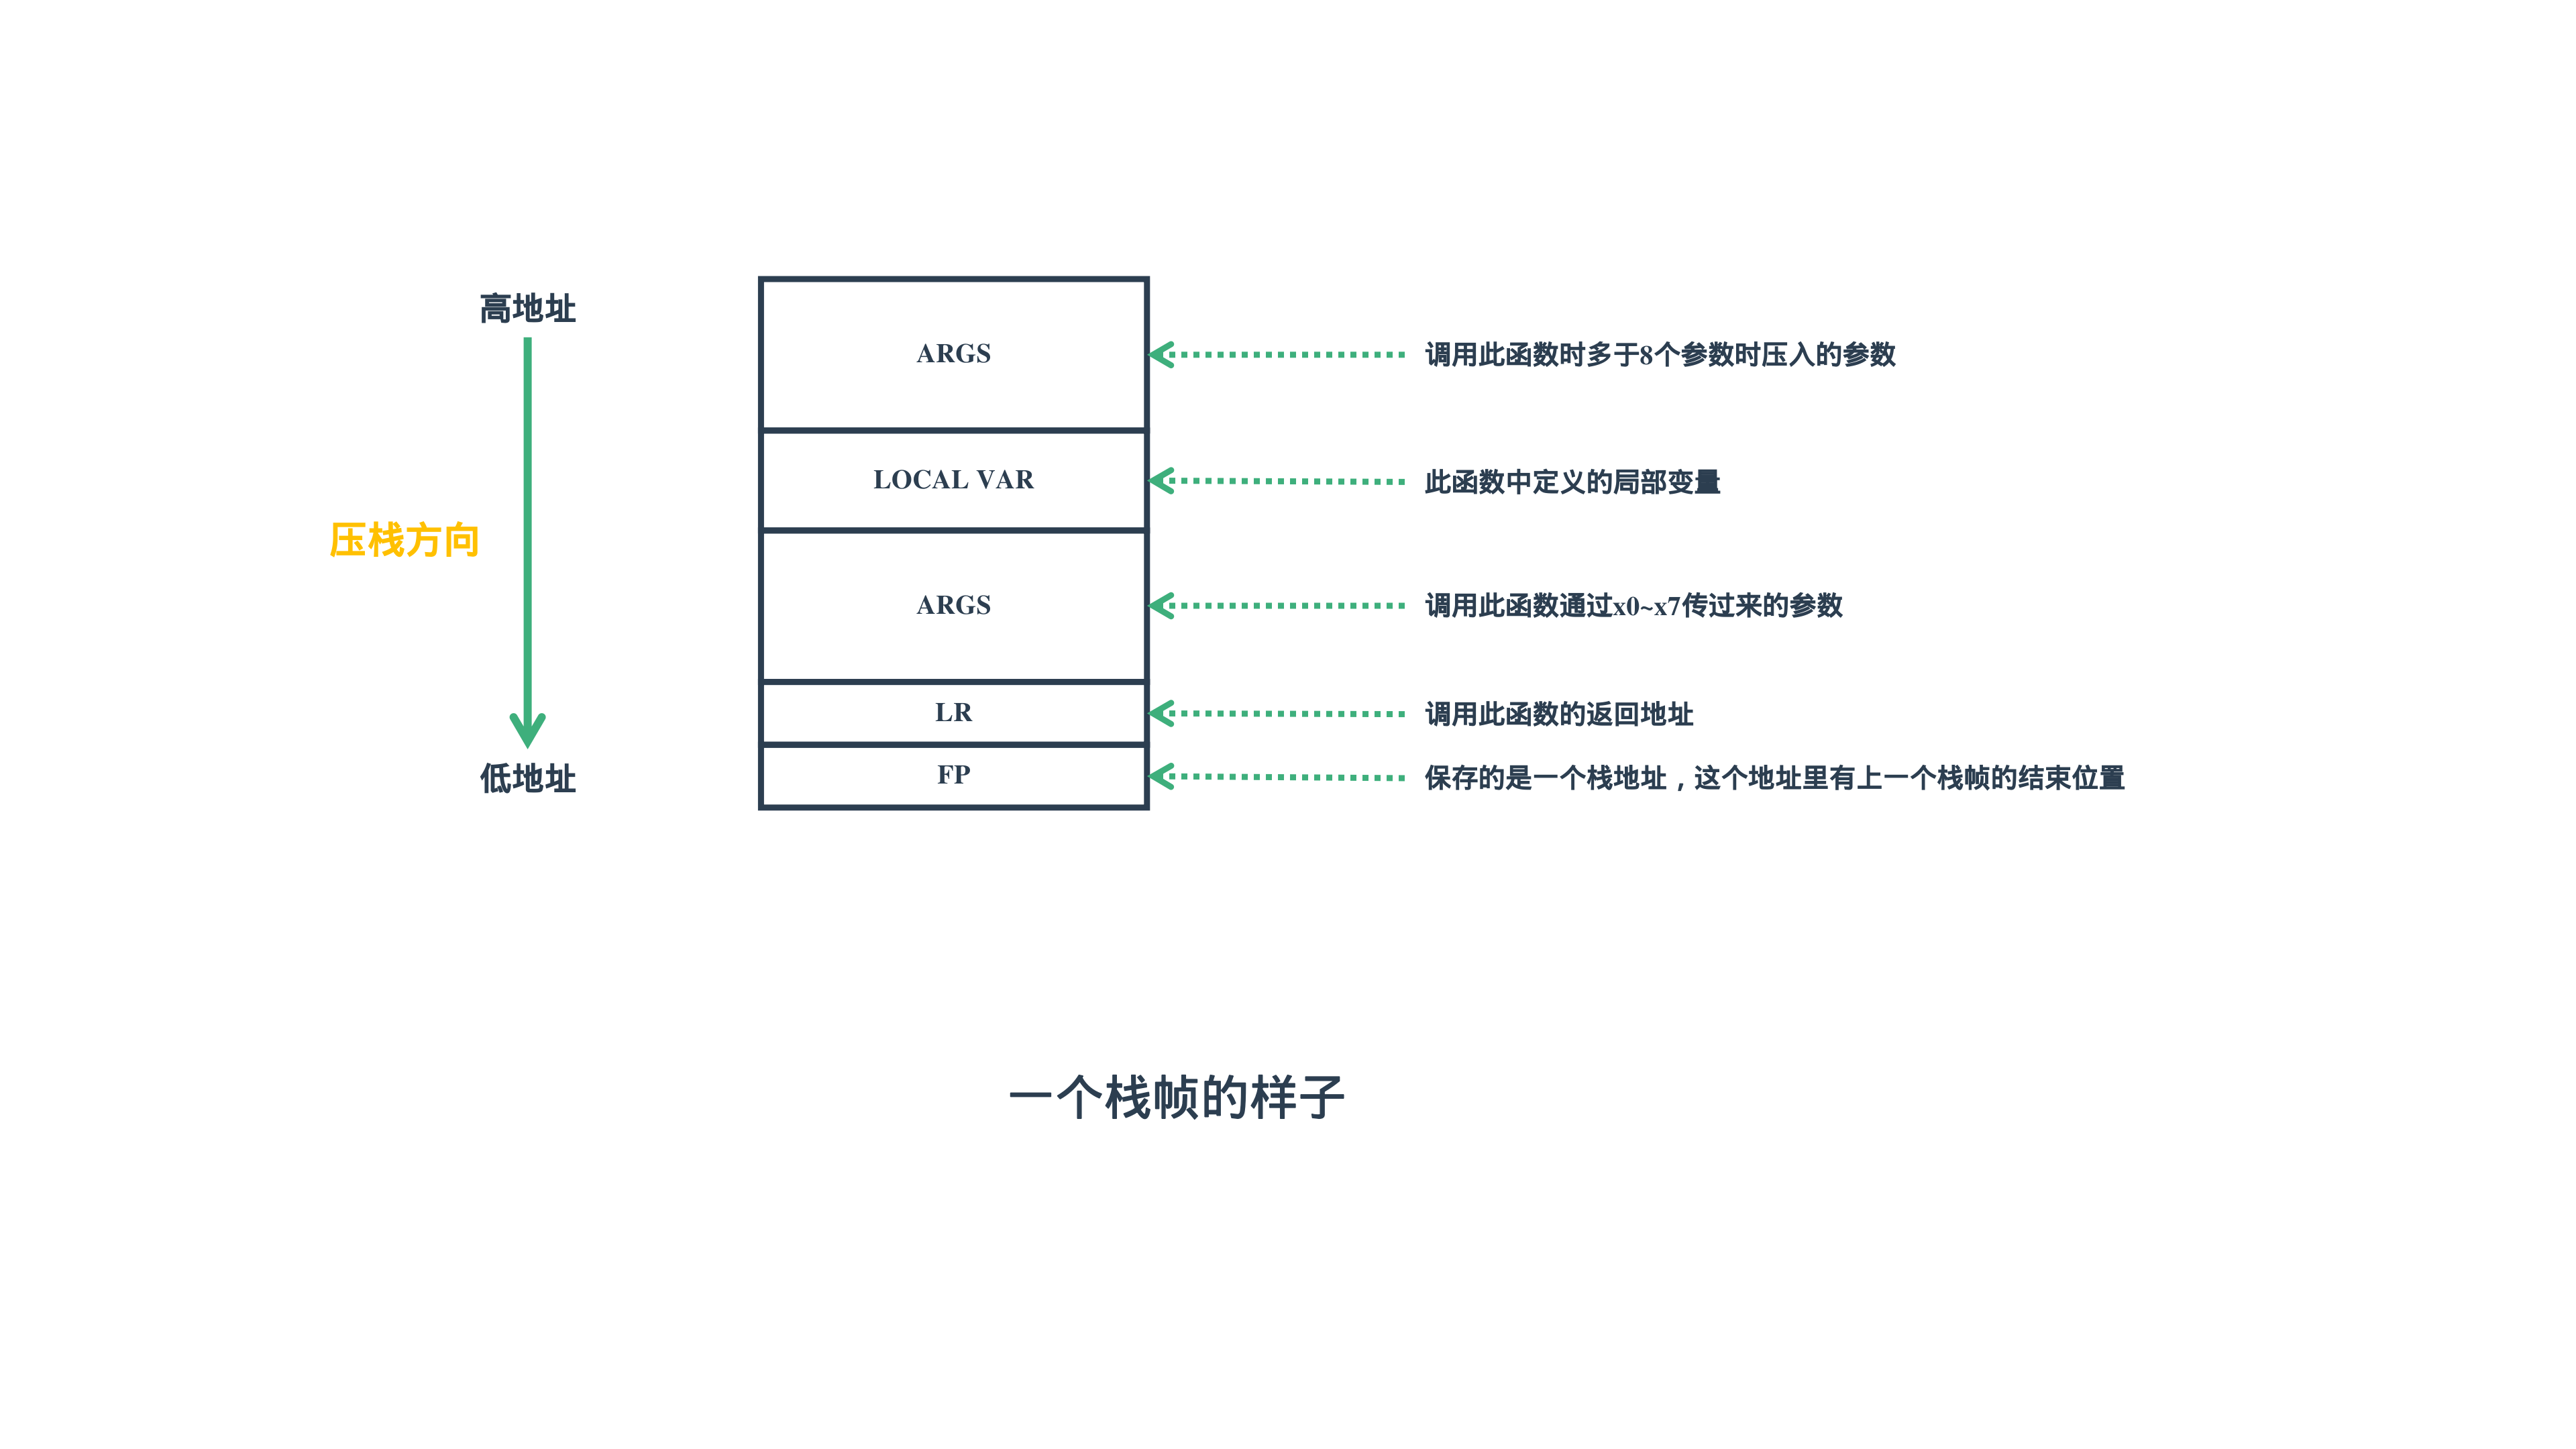 高地址
ARGS
调用此函数时多于8个参数时压入的参数
LOCAL VAR
此函数中定义的局部变量
压栈方向
ARGS
调用此函数通过x0~x7传过来的参数
LR
调用此函数的返回地址
低地址
FP
保存的是一个栈地址，这个地址里有上一个栈帧的结束位置
一个栈帧的样子